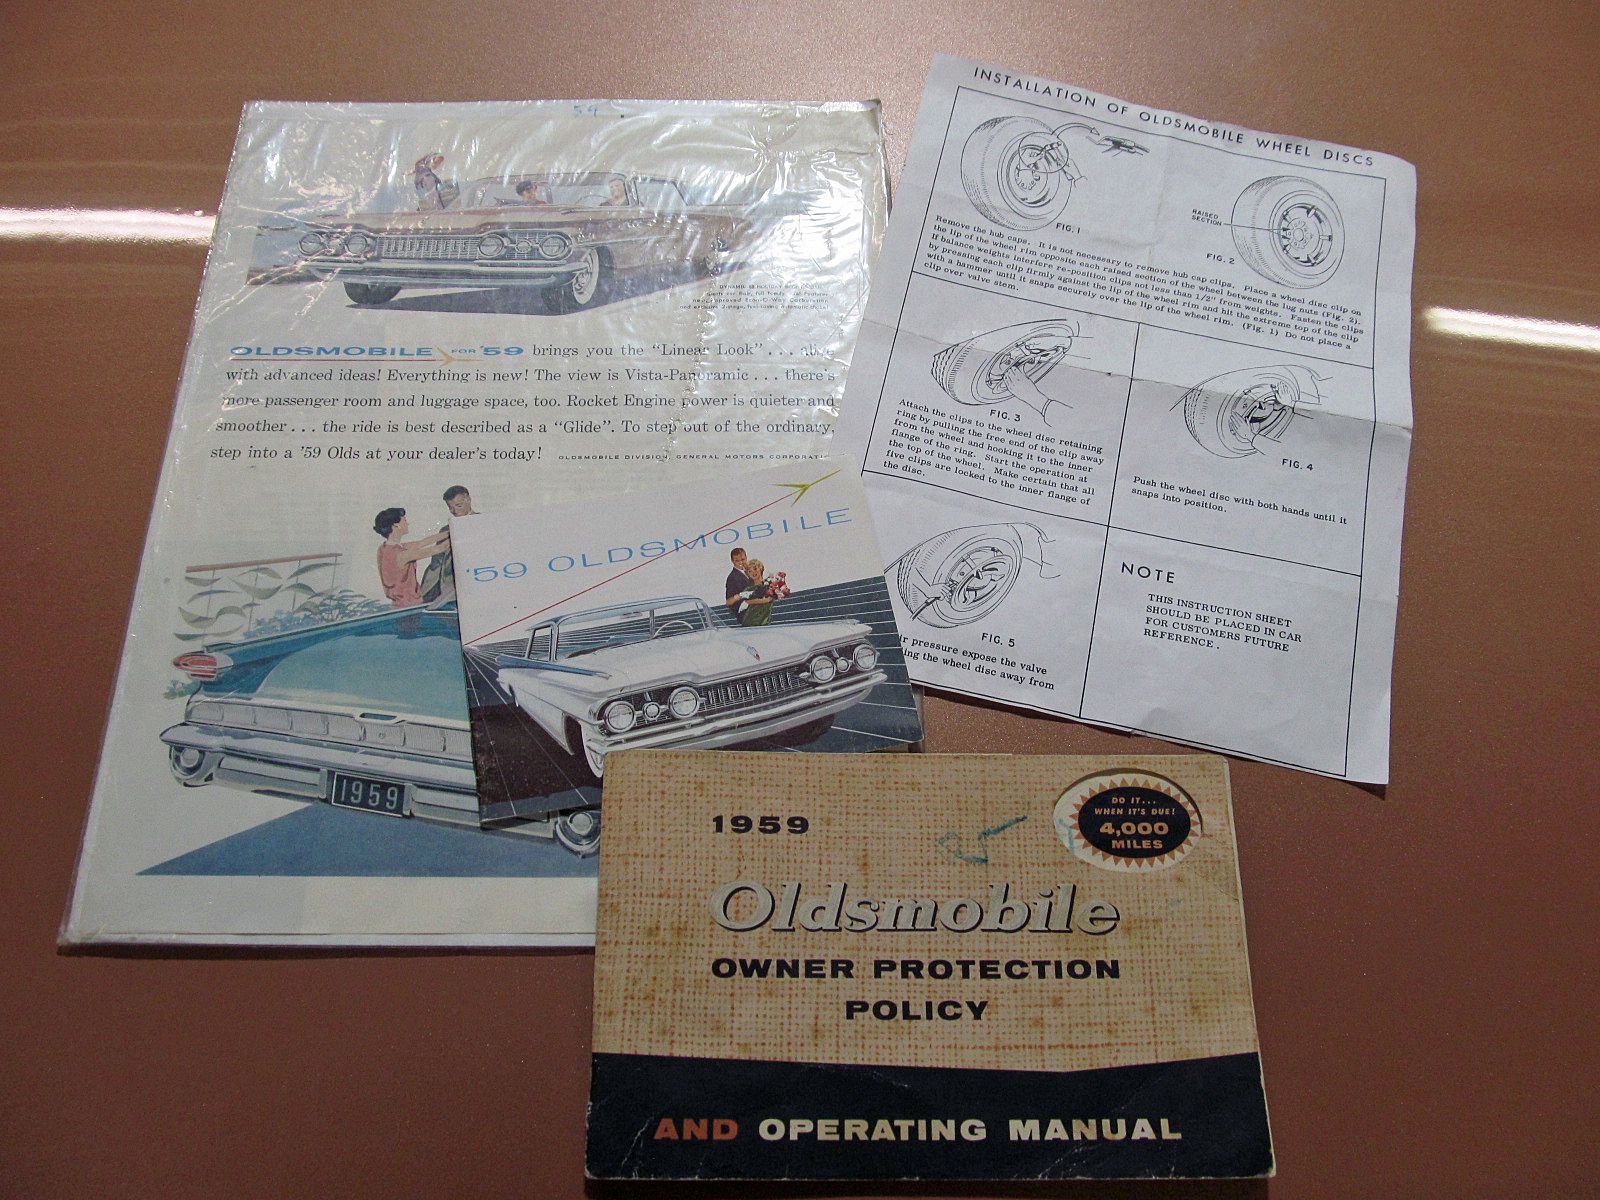 59
DYNAMIC 88 HOLIDAY
OLDSMOBILE FOR '59 brings you the “Linear Look” . . . alive
with advanced ideas! Everything is new! The view is Vista-Panoramic . . . there's
more passenger room and luggage space, too. Rocket Engine power is quieter and
smoother . . . the ride is best described as a “Glide”. To step out of the ordinary,
step into a '59 Olds at your dealer's today!
OLDSMOBILE DIVISION, GENERAL MOTORS CORPORATION
1959
'59 OLDSMOBILE
INSTALLATION OF OLDSMOBILE WHEEL DISCS
FIG. 1
RAISED
SECTION
FIG. 2
Remove the hub caps. It is not necessary to remove hub cap clips. Place a wheel disc clip on
the lip of the wheel rim opposite each raised section of the wheel between the lug nuts (Fig. 2).
If balance weights interfere re-position clips not less than 1/2" from weights. Fasten the clips
by pressing each clip firmly against the lip of the wheel rim and hit the extreme top of the clip
with a hammer until it snaps securely over the lip of the wheel rim. (Fig. 1) Do not place a
clip over valve stem.
FIG. 3
Attach the clips to the wheel disc retaining
ring by pulling the free end of the clip away
from the wheel and hooking it to the inner
flange of the ring. Start the operation at
the top of the wheel. Make certain that all
five clips are locked to the inner flange of
the disc.
FIG. 4
Push the wheel disc with both hands until it
snaps into position.
FIG. 5
pressure expose the valve
ing the wheel disc away from
NOTE
THIS INSTRUCTION SHEET
SHOULD BE PLACED IN CAR
FOR CUSTOMERS FUTURE
REFERENCE.
1959
DO IT...
WHEN IT'S DUE!
4,000
MILES
Oldsmobile
OWNER PROTECTION
POLICY
AND OPERATING MANUAL